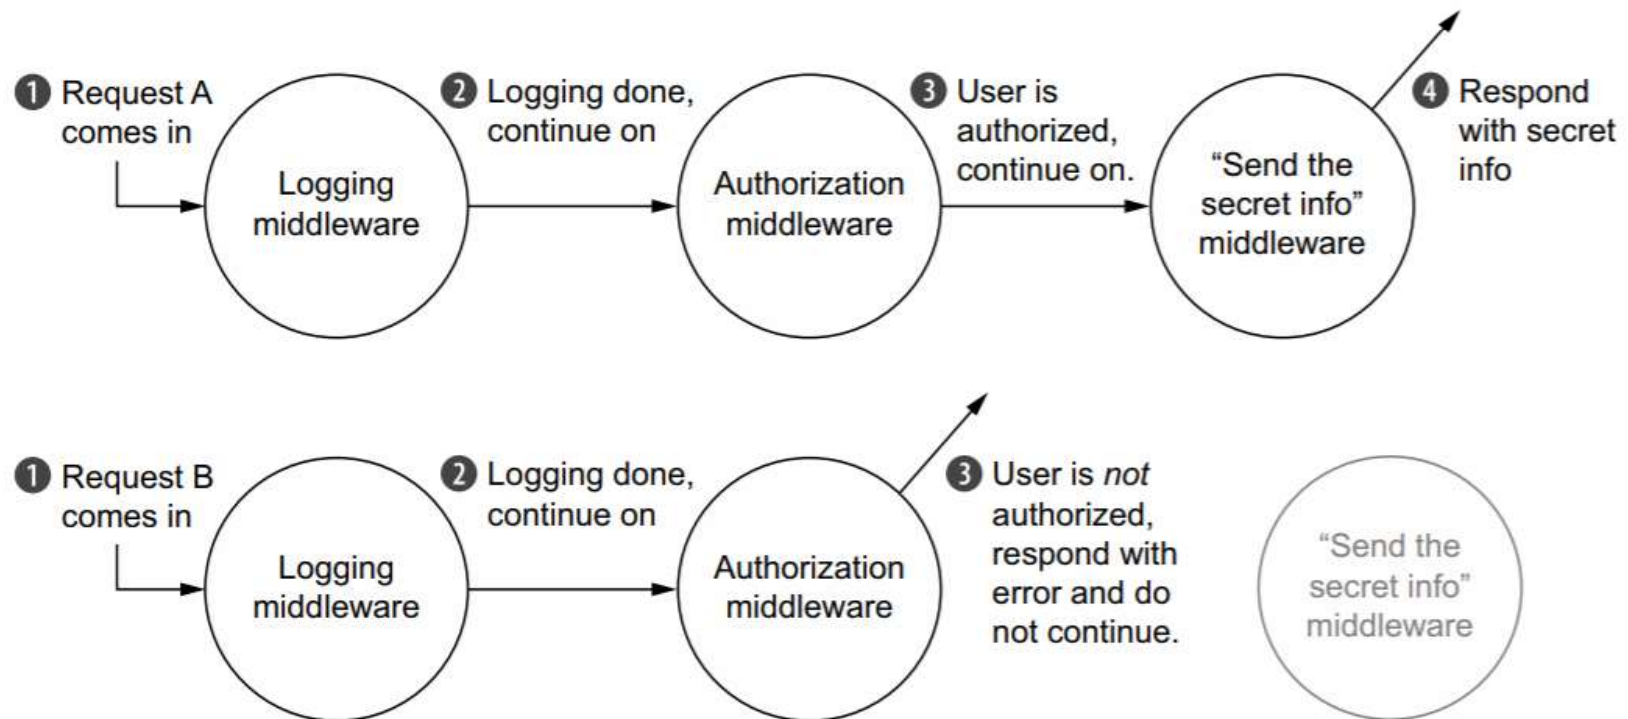 1 Request A
comes in
Logging
middleware
2 Logging done,
continue on
Authorization
middleware
3 User is
authorized,
continue on.
“Send the
secret info”
middleware
4 Respond
with secret
info
1 Request B
comes in
Logging
middleware
2 Logging done,
continue on
Authorization
middleware
3 User is not
authorized,
respond with
error and do
not continue.
“Send the
secret info”
middleware